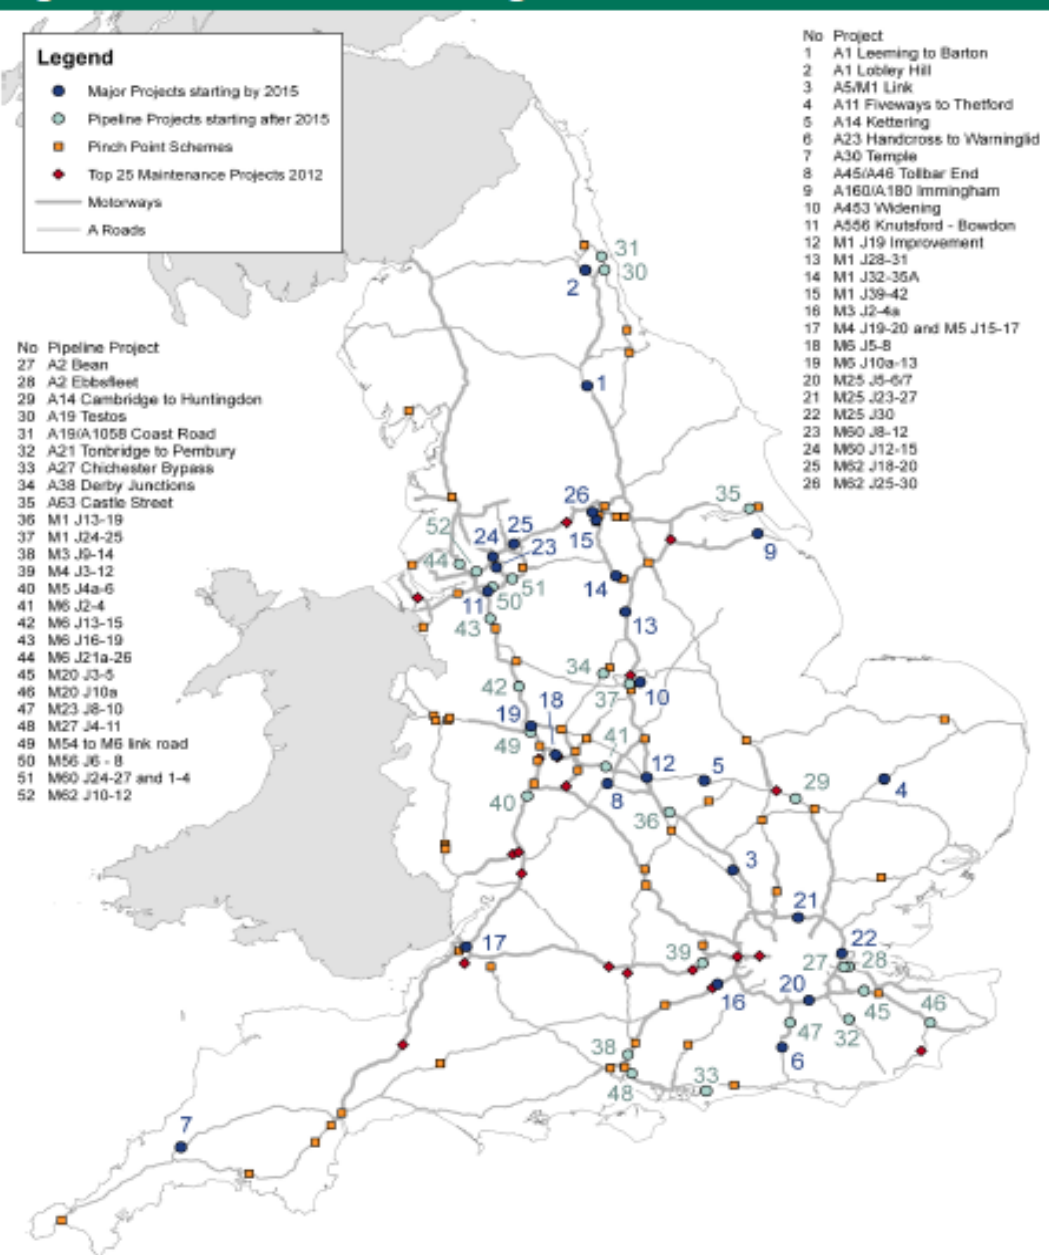 Legend
Major Projects starting by 2015
Pipeline Projects starting after 2015
Pinch Point Schemes
Top 25 Maintenance Projects 2012
Motorways
A Roads
No Project
1 A1 Leeming to Barton
2 A1 Lobley Hill
3 A5/M1 Link
4 A11 Fiveways to Thetford
5 A14 Kettering
6 A23 Handcross to Warninglid
7 A30 Temple
8 A45/A46 Tollbar End
9 A160/A180 Immingham
10 A453 Widening
11 A556 Knutsford - Bowdon
12 M1 J19 Improvement
13 M1 J28-31
14 M1 J32-35A
15 M1 J39-42
16 M3 J2-4a
17 M4 J19-20 and M5 J15-17
18 M6 J5-8
19 M6 J10a-13
20 M25 J5-6/7
21 M25 J23-27
22 M25 J30
23 M60 J8-12
24 M60 J12-15
25 M62 J18-20
26 M62 J25-30
No Pipeline Project
27 A2 Bean
28 A2 Ebbsfleet
29 A14 Cambridge to Huntingdon
30 A19 Testos
31 A19/A1058 Coast Road
32 A21 Tonbridge to Pembury
33 A27 Chichester Bypass
34 A38 Derby Junctions
35 A63 Castle Street
36 M1 J13-19
37 M1 J24-25
38 M3 J9-14
39 M4 J3-12
40 M5 J4a-6
41 M6 J2-4
42 M6 J13-15
43 M6 J16-19
44 M6 J21a-26
45 M20 J3-5
46 M20 J10a
47 M23 J8-10
48 M27 J4-11
49 M54 to M6 link road
50 M56 J6 - 8
51 M60 J24-27 and 1-4
52 M62 J10-12
31
30
2
1
26
35
52
24
25
23
15
9
44
51
14
11
50
43
13
34
42
37
10
18
19
49
41
12
5
4
29
40
8
36
3
21
17
39
22
27
28
20
16
45
46
47
32
38
6
48
33
7